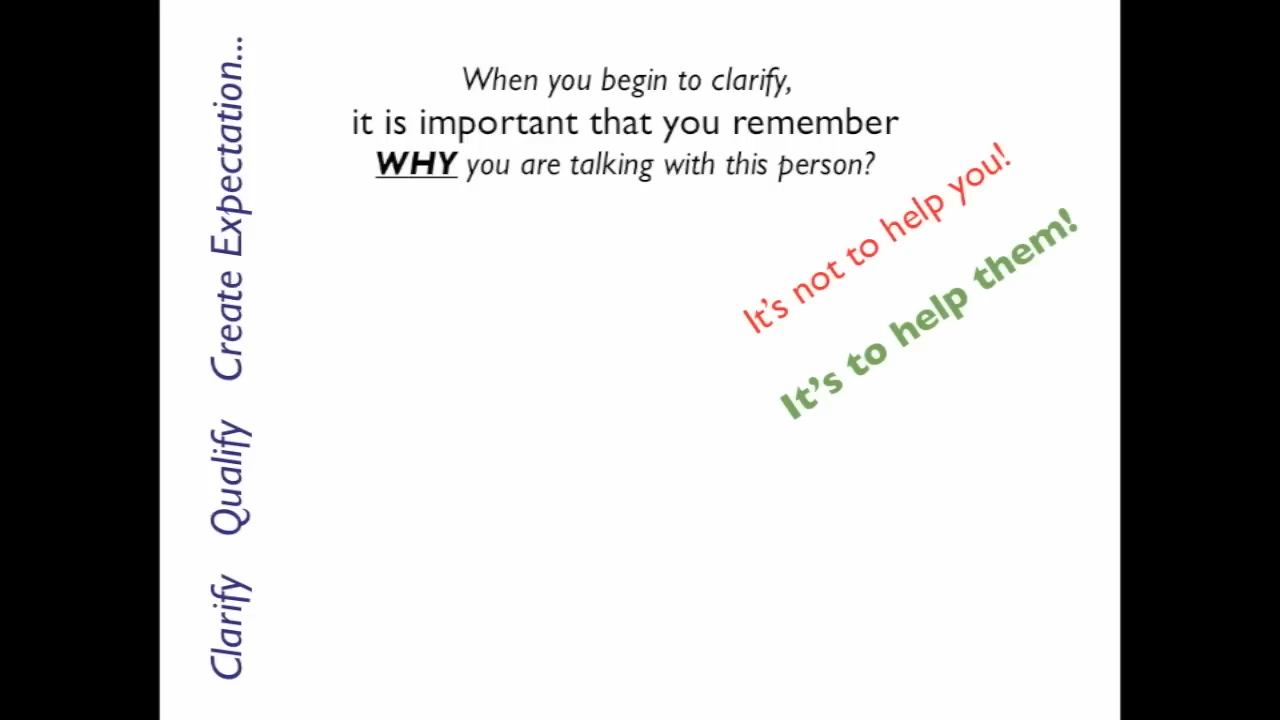 When you begin to clarify,
it is important that you remember
WHY you are talking with this person?
It's not to help you!
It's to help them!
Clarify Qualify Create Expectation...